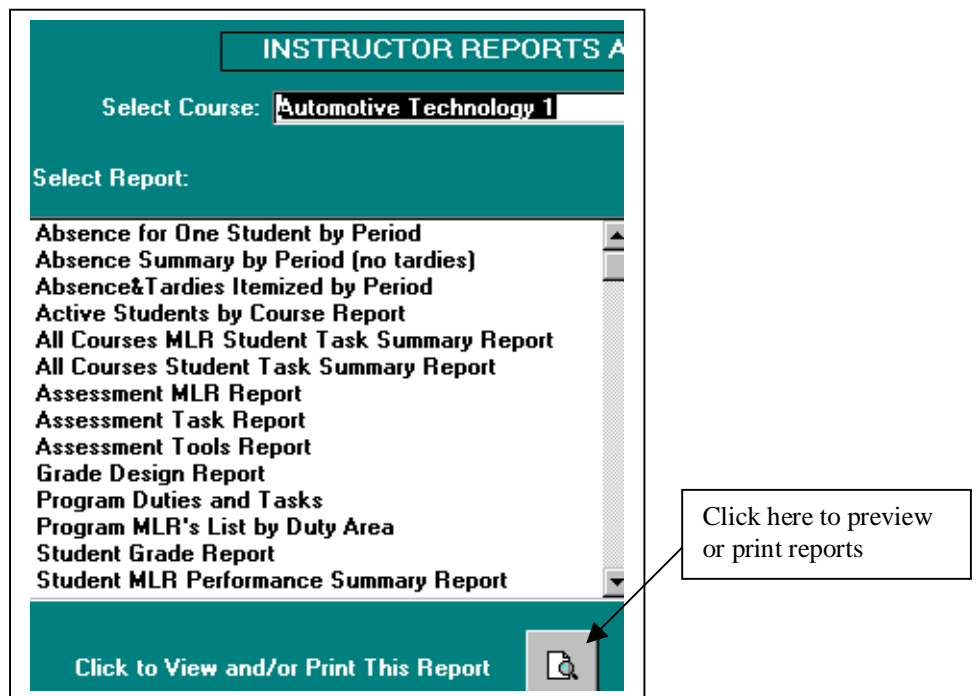 INSTRUCTOR REPORTS A
Select Course: Automotive Technology 1
Select Report:
Absence for One Student by Period
Absence Summary by Period (no tardies)
Absence&Tardies Itemized by Period
Active Students by Course Report
All Courses MLR Student Task Summary Report
All Courses Student Task Summary Report
Assessment MLR Report
Assessment Task Report
Assessment Tools Report
Grade Design Report
Program Duties and Tasks
Program MLR's List by Duty Area
Student Grade Report
Student MLR Performance Summary Report
Click here to preview
or print reports
Click to View and/or Print This Report